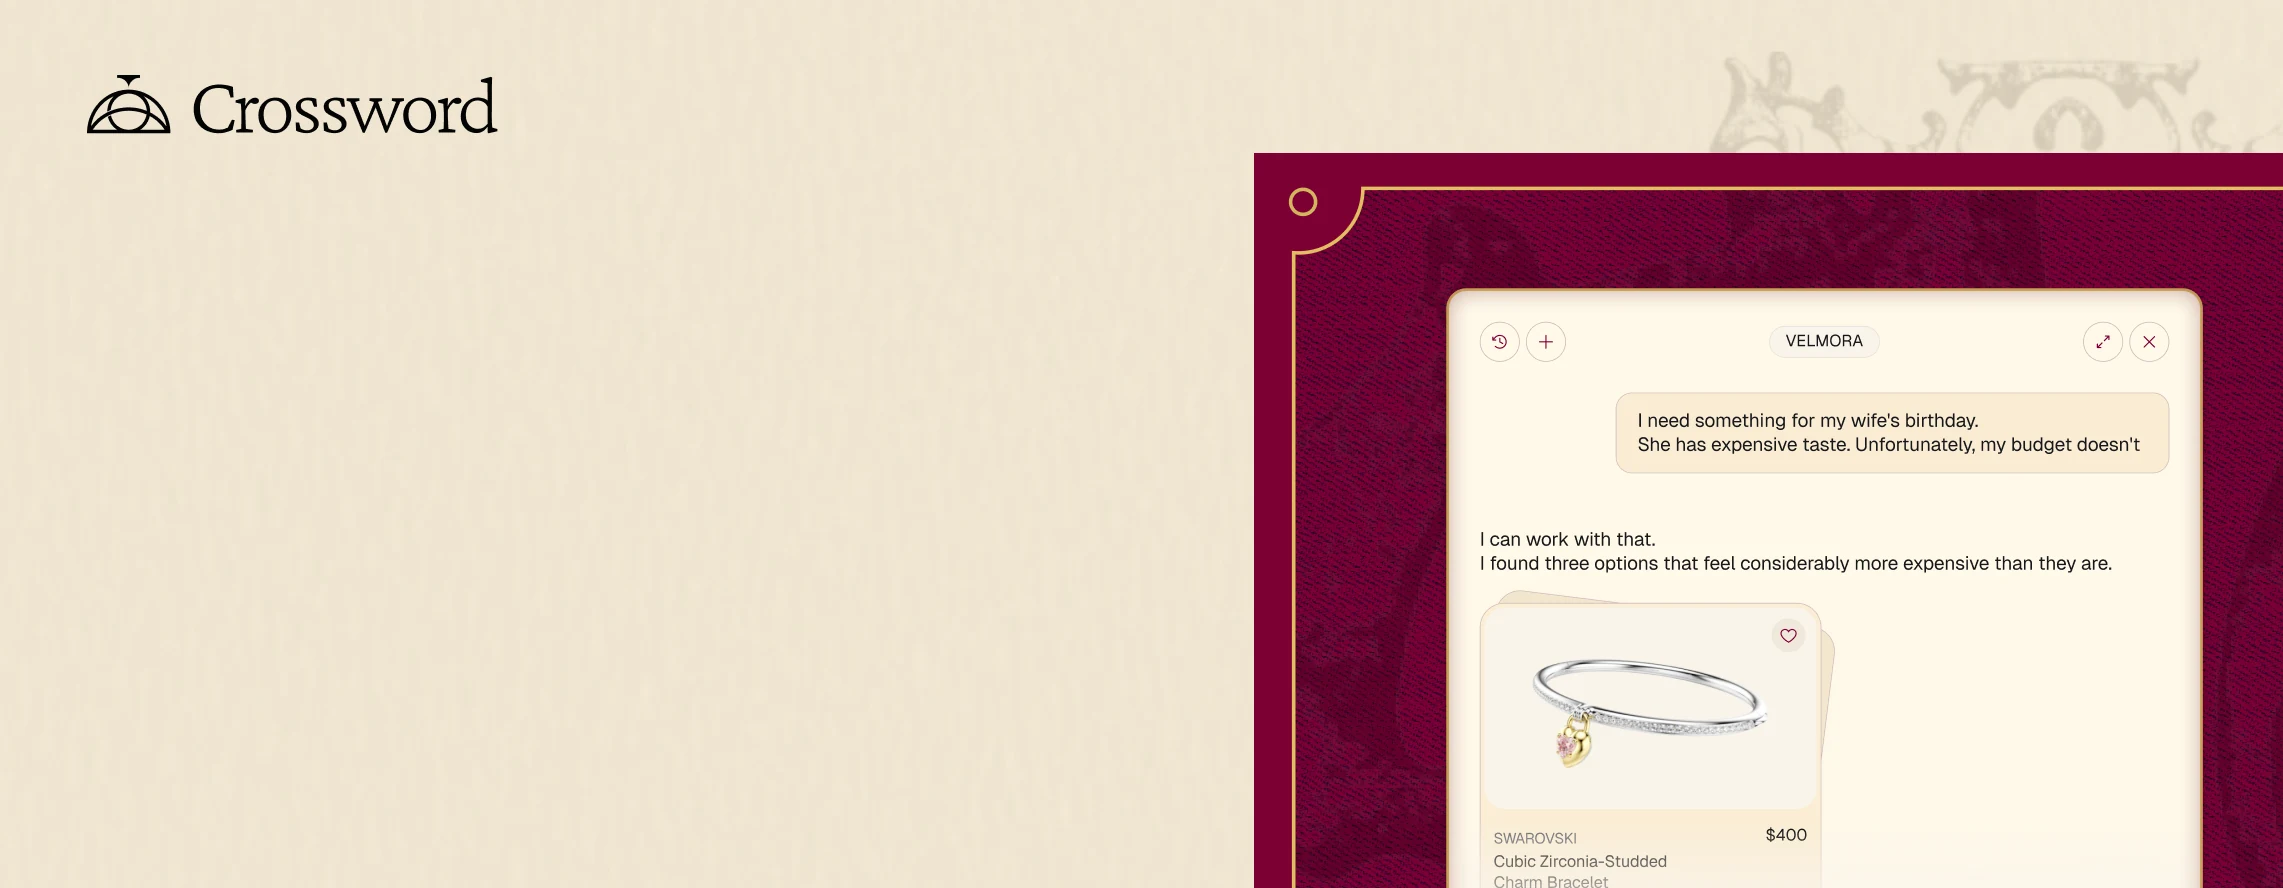 Crossword
VELMORA
I need something for my wife's birthday.
She has expensive taste. Unfortunately, my budget doesn't
I can work with that.
I found three options that feel considerably more expensive than they are.
SWAROVSKI
$400
Cubic Zirconia-Studded
Charm Bracelet